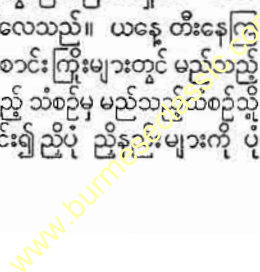 လေသည်။ ယနေ့ တီးနေကြ
စောင်းကြိုးများတွင် မည်သည့်
သံစဉ်မှ မည်သည့်သံစဉ်သို့
ညှိပုံ ညှိနည်းများကို ပုံ